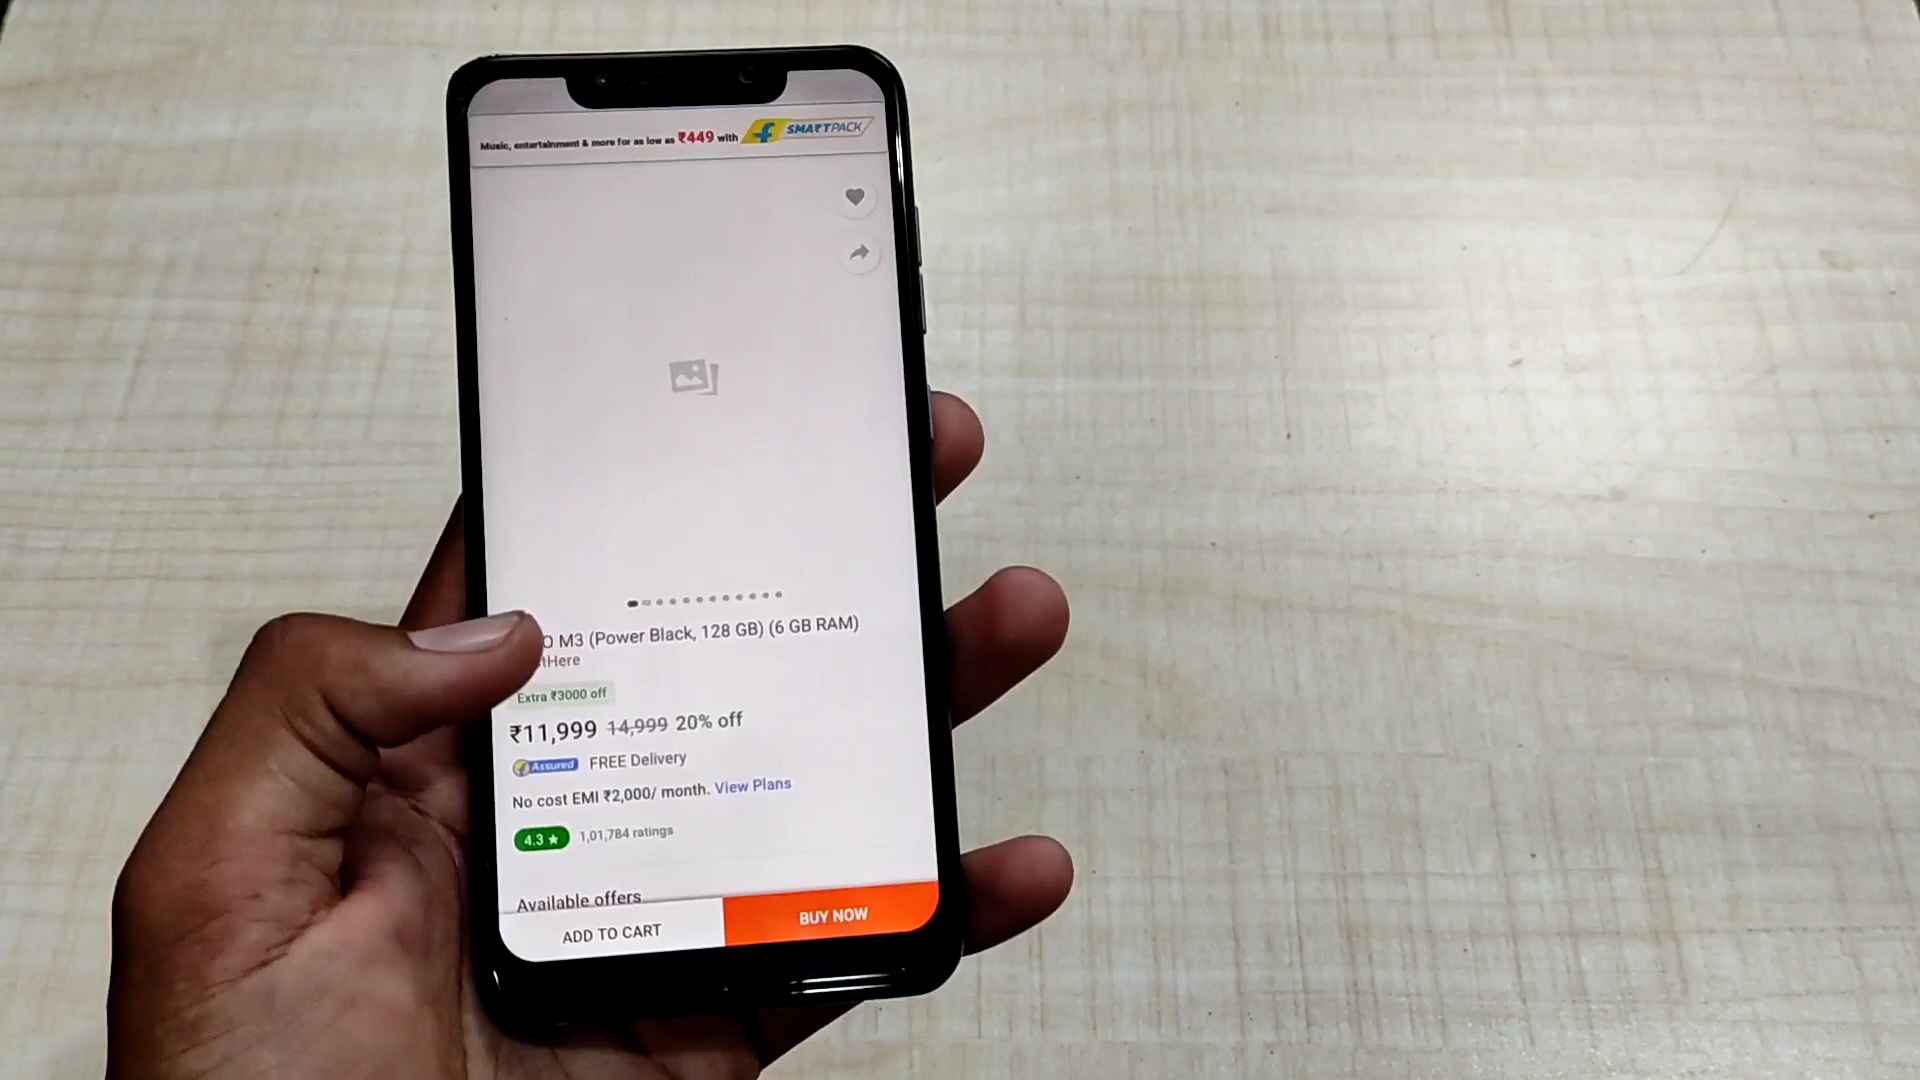 Music, entertainment & more for as low as ₹449 with SMARTPACK
O M3 (Power Black, 128 GB) (6 GB RAM)
tHere
Extra ₹3000 off
₹11,999 14,999 20% off
Assured FREE Delivery
No cost EMI ₹2,000/ month. View Plans
4.3 ★ 1,01,784 ratings
Available offers
ADD TO CART BUY NOW